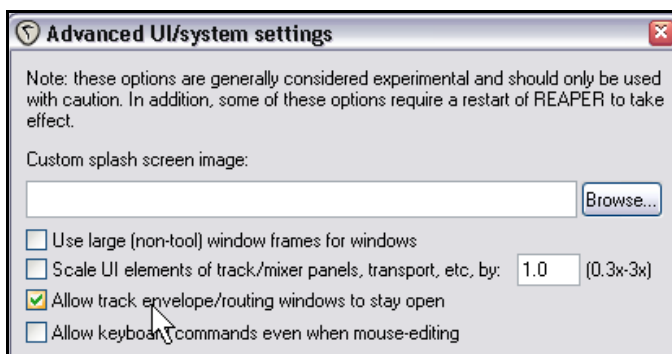 Advanced UI/system settings
Note: these options are generally considered experimental and should only be used
with caution. In addition, some of these options require a restart of REAPER to take
effect.
Custom splash screen image:
Browse...
Use large (non-tool) window frames for windows
Scale UI elements of track/mixer panels, transport, etc, by: 1.0 (0.3x-3x)
Allow track envelope/routing windows to stay open
Allow keyboard commands even when mouse-editing